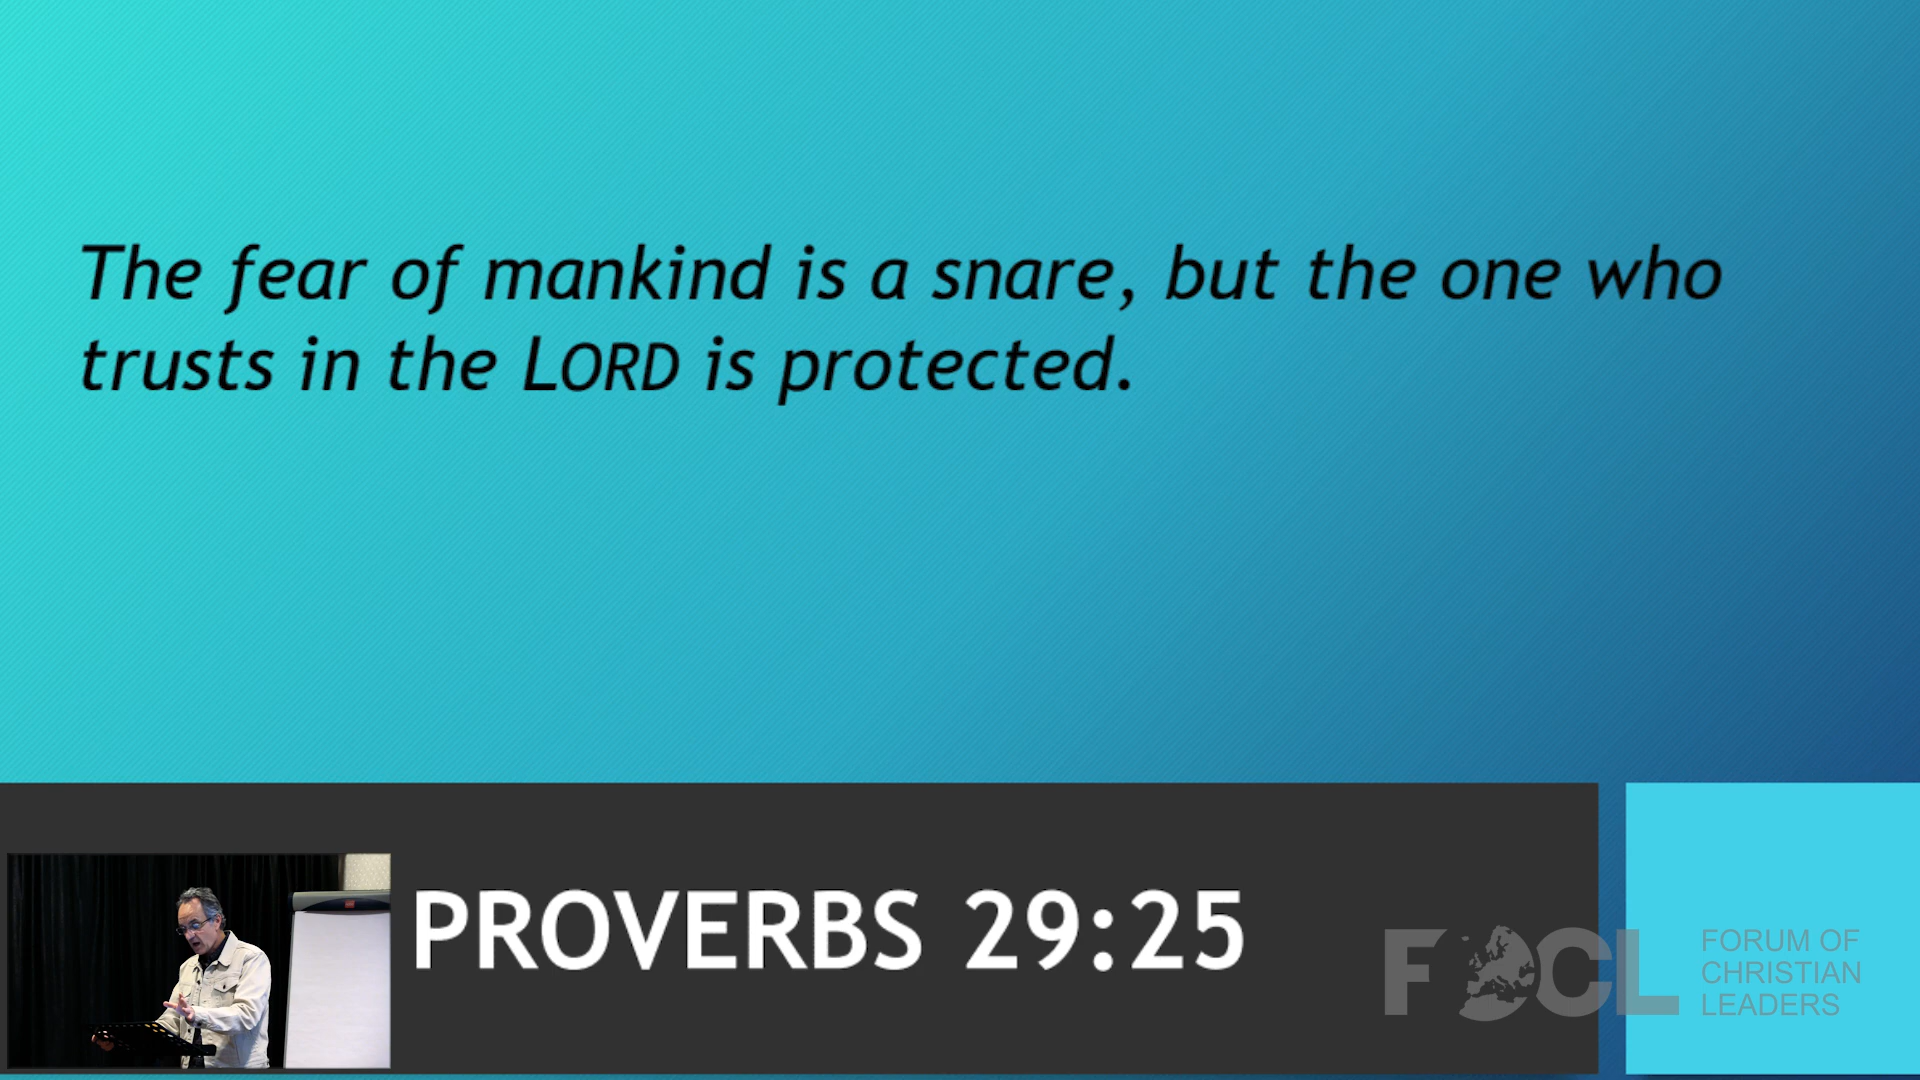 The fear of mankind is a snare, but the one who
trusts in the LORD is protected.
PROVERBS 29:25
FOCL
FORUM OF
CHRISTIAN
LEADERS